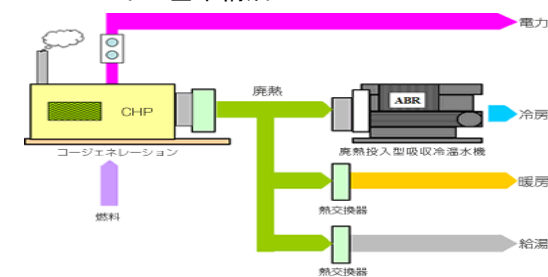 電力
廃熱
CHP
ABR
冷房
コージェネレーション
廃熱投入型吸収冷温水機
暖房
燃料
熱交換器
給湯
熱交換器